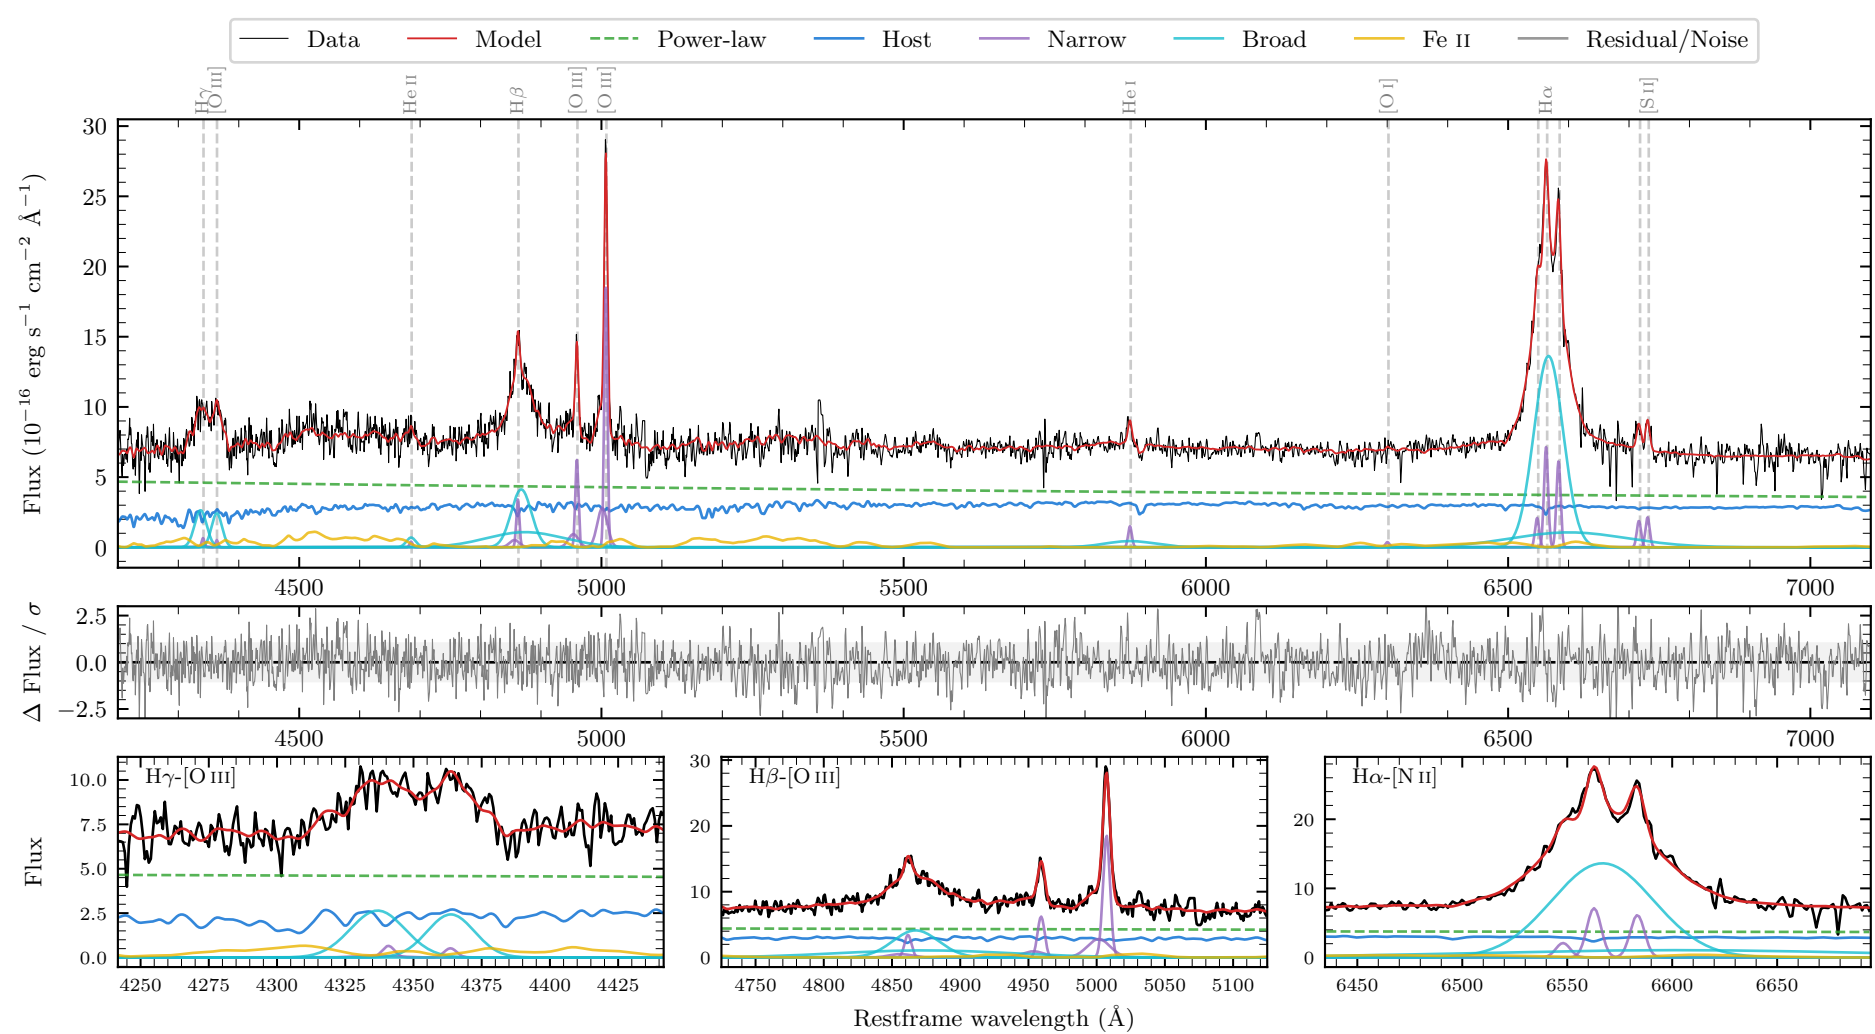 Data Model Power-law Host Narrow Broad Fe II Residual/Noise
Hγ [O III] He II Hβ [O III] [O III] He I [O I] Hα [S II]
Flux (10⁻¹⁶ erg s⁻¹ cm⁻² Å⁻¹)
30
25
20
15
10
5
0
4500 5000 5500 6000 6500 7000
Δ Flux / σ
2.5
0.0
−2.5
4500 5000 5500 6000 6500 7000
Flux
Hγ-[O III]
10.0
7.5
5.0
2.5
0.0
4250 4275 4300 4325 4350 4375 4400 4425
Hβ-[O III]
30
20
10
0
4750 4800 4850 4900 4950 5000 5050 5100
Hα-[N II]
20
10
0
6450 6500 6550 6600 6650
Restframe wavelength (Å)